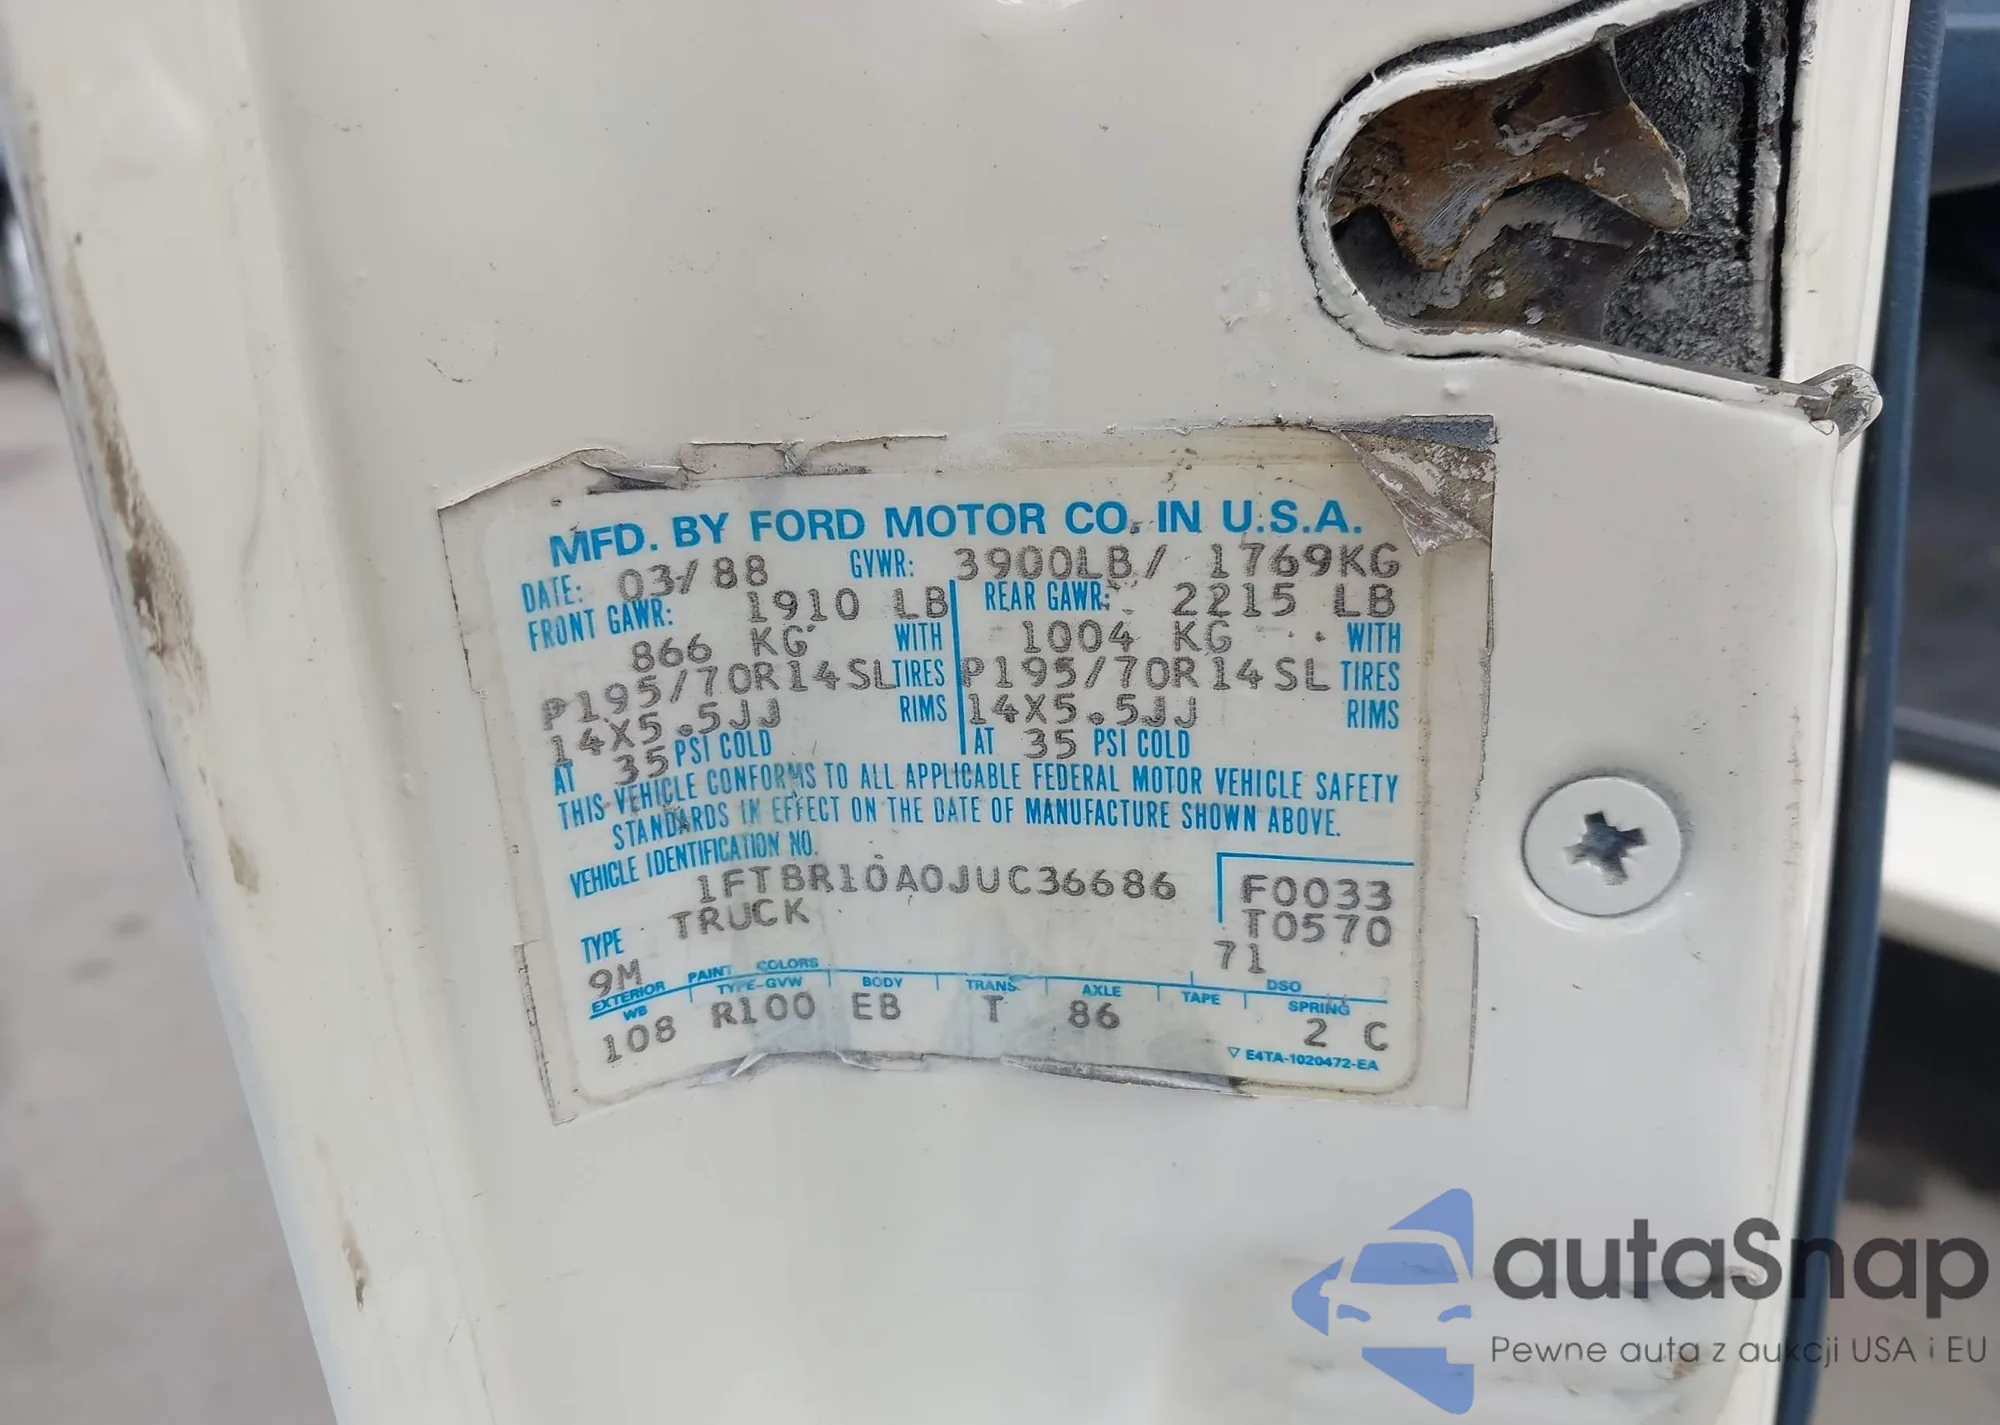 MFD. BY FORD MOTOR CO. IN U.S.A.
DATE: 03/88 GVWR: 3900LB/ 1769KG
FRONT GAWR: 1910 LB REAR GAWR: 2215 LB
866 KG WITH 1004 KG WITH
P195/70R14SL TIRES P195/70R14SL TIRES
14X5.5JJ RIMS 14X5.5JJ RIMS
AT 35 PSI COLD AT 35 PSI COLD
THIS VEHICLE CONFORMS TO ALL APPLICABLE FEDERAL MOTOR VEHICLE SAFETY
STANDARDS IN EFFECT ON THE DATE OF MANUFACTURE SHOWN ABOVE.
VEHICLE IDENTIFICATION NO.
1FTBR10A0JUC36686 F0033
TYPE TRUCK T0570
9M 71
EXTERIOR PAINT COLORS DSO
WB TYPE-GVW BODY TRANS AXLE TAPE SPRING
108 R100 EB T 86 2 C
▽ E4TA-1020472-EA
autaSnap
Pewne auta z aukcji USA i EU